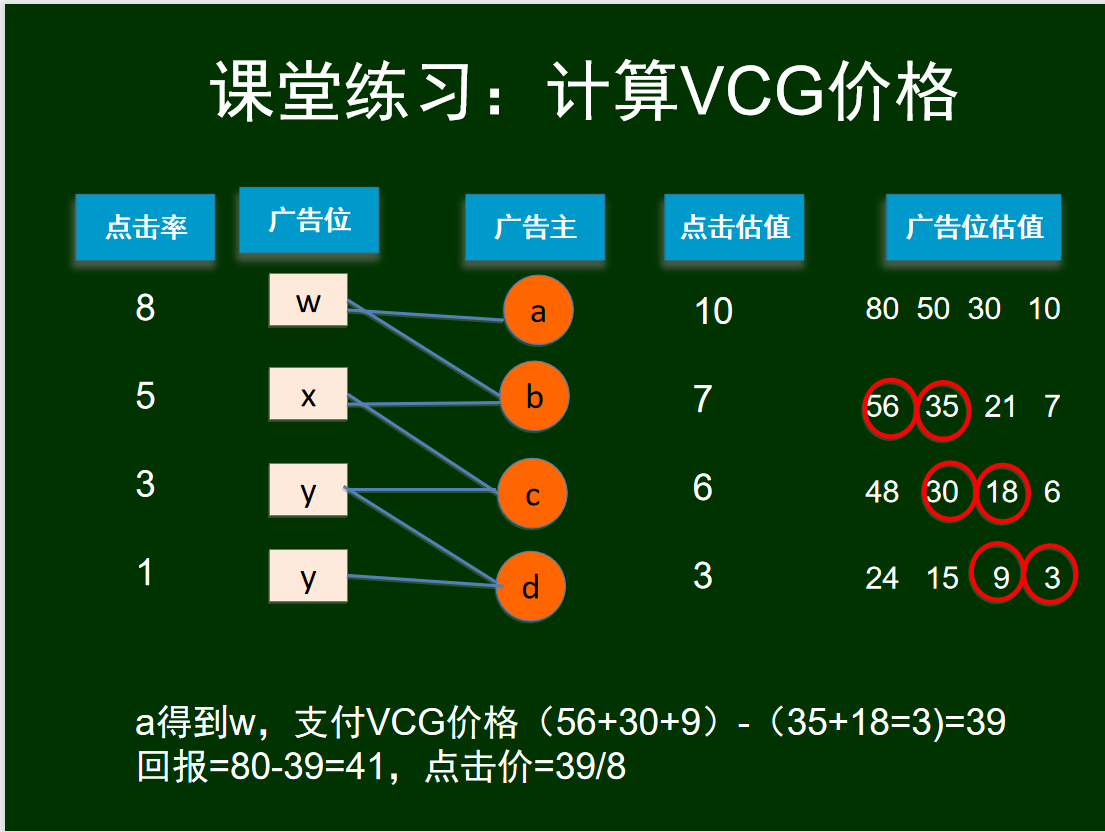 课堂练习：计算VCG价格
点击率 广告位 广告主 点击估值 广告位估值
8 w a 10 80 50 30 10
5 x b 7 56 35 21 7
3 y c 6 48 30 18 6
1 y d 3 24 15 9 3
a得到w，支付VCG价格（56+30+9）-（35+18=3)=39
回报=80-39=41，点击价=39/8